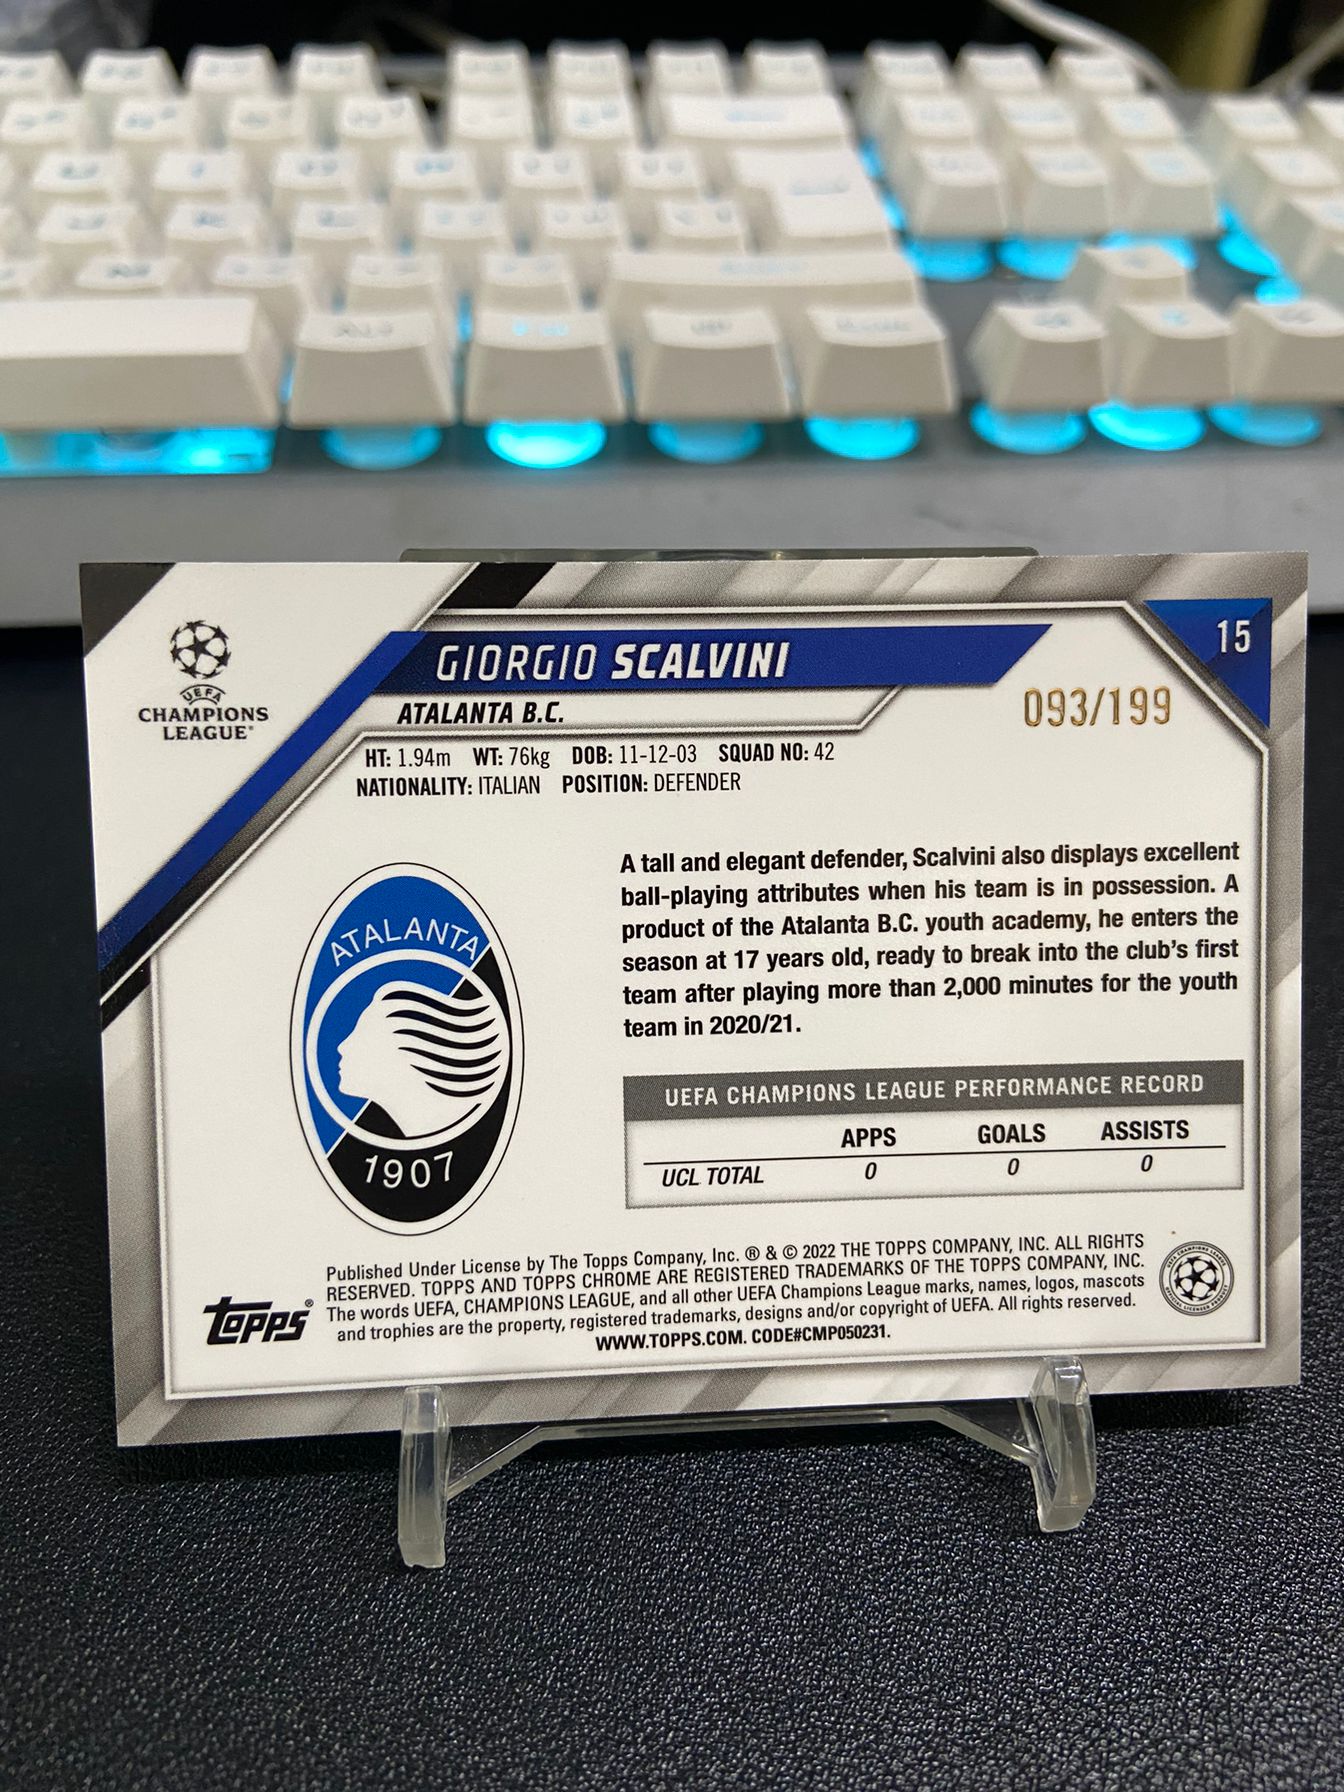 15
GIORGIO SCALVINI
093/199
UEFA
CHAMPIONS
LEAGUE
ATALANTA B.C.
HT: 1.94m WT: 76kg DOB: 11-12-03 SQUAD NO: 42
NATIONALITY: ITALIAN POSITION: DEFENDER
A tall and elegant defender, Scalvini also displays excellent
ball-playing attributes when his team is in possession. A
product of the Atalanta B.C. youth academy, he enters the
season at 17 years old, ready to break into the club's first
team after playing more than 2,000 minutes for the youth
team in 2020/21.
ATALANTA
1907
UEFA CHAMPIONS LEAGUE PERFORMANCE RECORD
APPS GOALS ASSISTS
UCL TOTAL 0 0 0
Published Under License by The Topps Company, Inc. ® & © 2022 THE TOPPS COMPANY, INC. ALL RIGHTS
RESERVED. TOPPS AND TOPPS CHROME ARE REGISTERED TRADEMARKS OF THE TOPPS COMPANY, INC.
The words UEFA, CHAMPIONS LEAGUE, and all other UEFA Champions League marks, names, logos, mascots
and trophies are the property, registered trademarks, designs and/or copyright of UEFA. All rights reserved.
WWW.TOPPS.COM. CODE#CMP050231.
Topps®